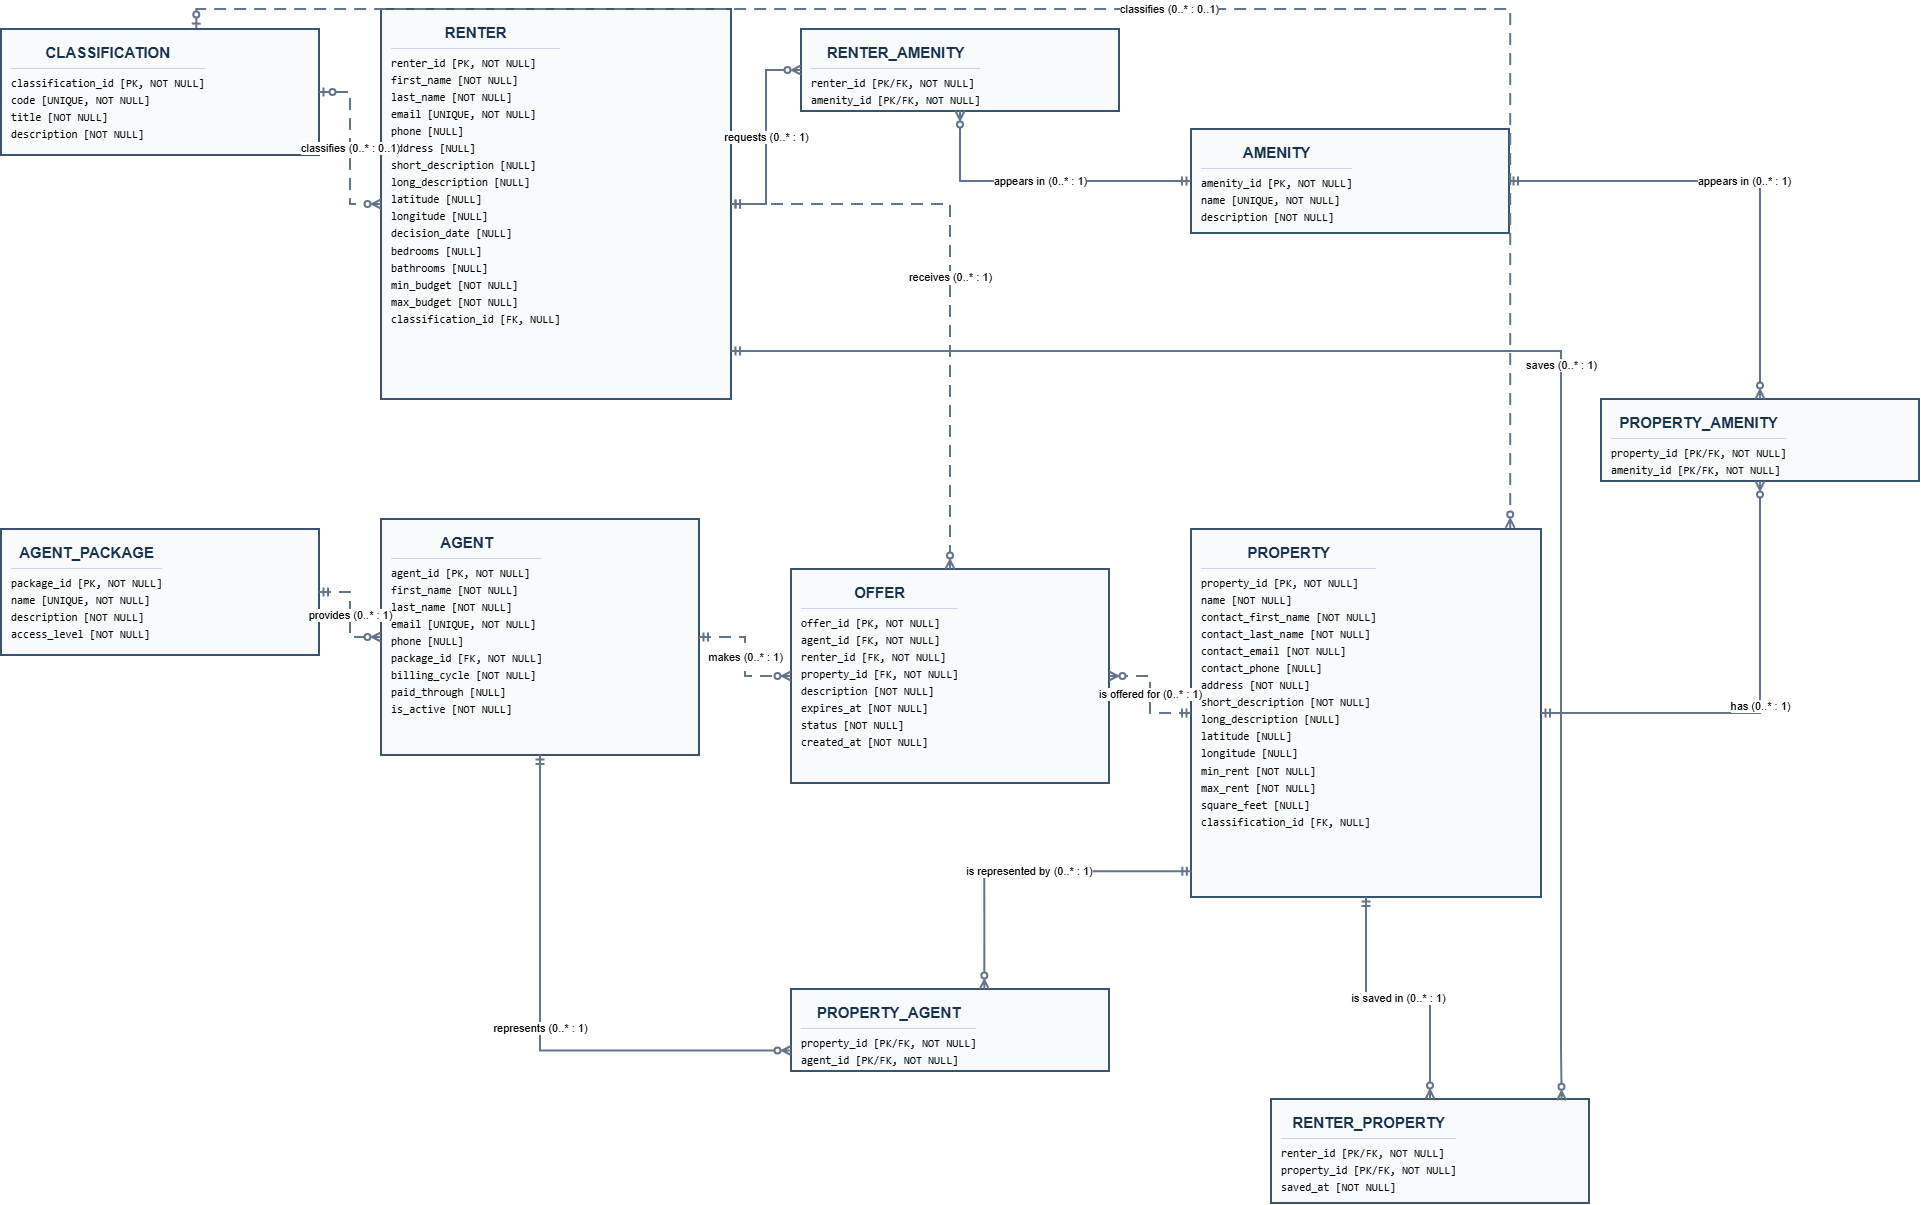 classifies (0..* : 0..1)
CLASSIFICATION
classification_id [PK, NOT NULL]
code [UNIQUE, NOT NULL]
title [NOT NULL]
description [NOT NULL]
classifies (0..* : 0..1)
RENTER
renter_id [PK, NOT NULL]
first_name [NOT NULL]
last_name [NOT NULL]
email [UNIQUE, NOT NULL]
phone [NULL]
ddress [NULL]
short_description [NULL]
long_description [NULL]
latitude [NULL]
longitude [NULL]
decision_date [NULL]
bedrooms [NULL]
bathrooms [NULL]
min_budget [NOT NULL]
max_budget [NOT NULL]
classification_id [FK, NULL]
RENTER_AMENITY
renter_id [PK/FK, NOT NULL]
amenity_id [PK/FK, NOT NULL]
requests (0..* : 1)
appears in (0..* : 1)
AMENITY
amenity_id [PK, NOT NULL]
name [UNIQUE, NOT NULL]
description [NOT NULL]
appears in (0..* : 1)
receives (0..* : 1)
saves (0..* : 1)
PROPERTY_AMENITY
property_id [PK/FK, NOT NULL]
amenity_id [PK/FK, NOT NULL]
AGENT_PACKAGE
package_id [PK, NOT NULL]
name [UNIQUE, NOT NULL]
description [NOT NULL]
access_level [NOT NULL]
provides (0..* : 1)
AGENT
agent_id [PK, NOT NULL]
first_name [NOT NULL]
last_name [NOT NULL]
email [UNIQUE, NOT NULL]
phone [NULL]
package_id [FK, NOT NULL]
billing_cycle [NOT NULL]
paid_through [NULL]
is_active [NOT NULL]
makes (0..* : 1)
OFFER
offer_id [PK, NOT NULL]
agent_id [FK, NOT NULL]
renter_id [FK, NOT NULL]
property_id [FK, NOT NULL]
description [NOT NULL]
expires_at [NOT NULL]
status [NOT NULL]
created_at [NOT NULL]
is offered for (0..* : 1)
PROPERTY
property_id [PK, NOT NULL]
name [NOT NULL]
contact_first_name [NOT NULL]
contact_last_name [NOT NULL]
contact_email [NOT NULL]
contact_phone [NULL]
address [NOT NULL]
short_description [NOT NULL]
long_description [NULL]
latitude [NULL]
longitude [NULL]
min_rent [NOT NULL]
max_rent [NOT NULL]
square_feet [NULL]
classification_id [FK, NULL]
has (0..* : 1)
is represented by (0..* : 1)
represents (0..* : 1)
PROPERTY_AGENT
property_id [PK/FK, NOT NULL]
agent_id [PK/FK, NOT NULL]
is saved in (0..* : 1)
RENTER_PROPERTY
renter_id [PK/FK, NOT NULL]
property_id [PK/FK, NOT NULL]
saved_at [NOT NULL]